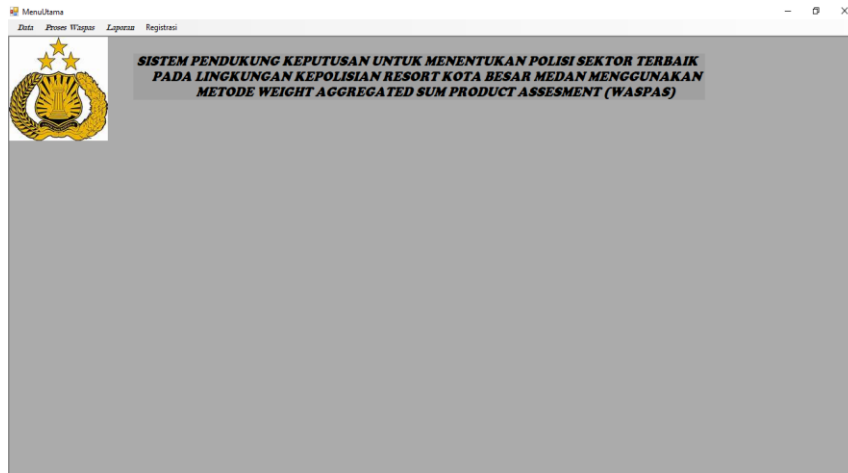 MenuUtama
Data Proses Waspas Laporan Registrasi
SISTEM PENDUKUNG KEPUTUSAN UNTUK MENENTUKAN POLISI SEKTOR TERBAIK
PADA LINGKUNGAN KEPOLISIAN RESORT KOTA BESAR MEDAN MENGGUNAKAN
METODE WEIGHT AGGREGATED SUM PRODUCT ASSESMENT (WASPAS)